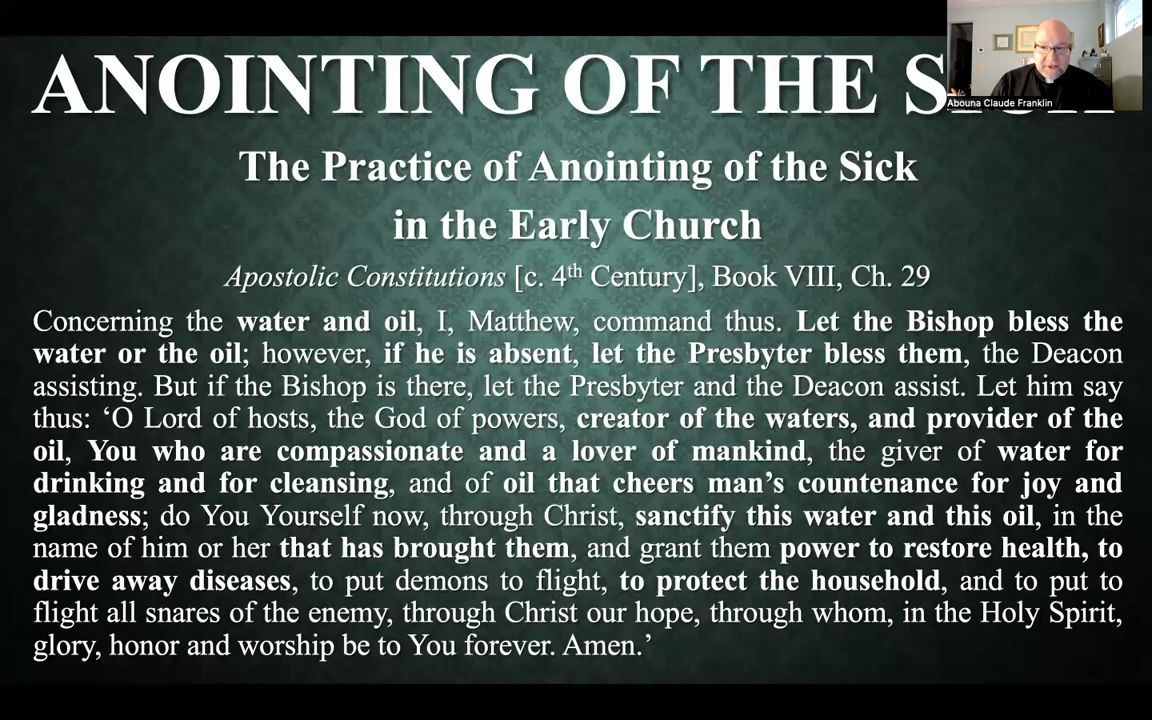 ANOINTING OF THE
Abouna Claude Franklin
The Practice of Anointing of the Sick
in the Early Church
Apostolic Constitutions [c. 4th Century], Book VIII, Ch. 29
Concerning the water and oil, I, Matthew, command thus. Let the Bishop bless the
water or the oil; however, if he is absent, let the Presbyter bless them, the Deacon
assisting. But if the Bishop is there, let the Presbyter and the Deacon assist. Let him say
thus: ‘O Lord of hosts, the God of powers, creator of the waters, and provider of the
oil, You who are compassionate and a lover of mankind, the giver of water for
drinking and for cleansing, and of oil that cheers man’s countenance for joy and
gladness; do You Yourself now, through Christ, sanctify this water and this oil, in the
name of him or her that has brought them, and grant them power to restore health, to
drive away diseases, to put demons to flight, to protect the household, and to put to
flight all snares of the enemy, through Christ our hope, through whom, in the Holy Spirit,
glory, honor and worship be to You forever. Amen.’